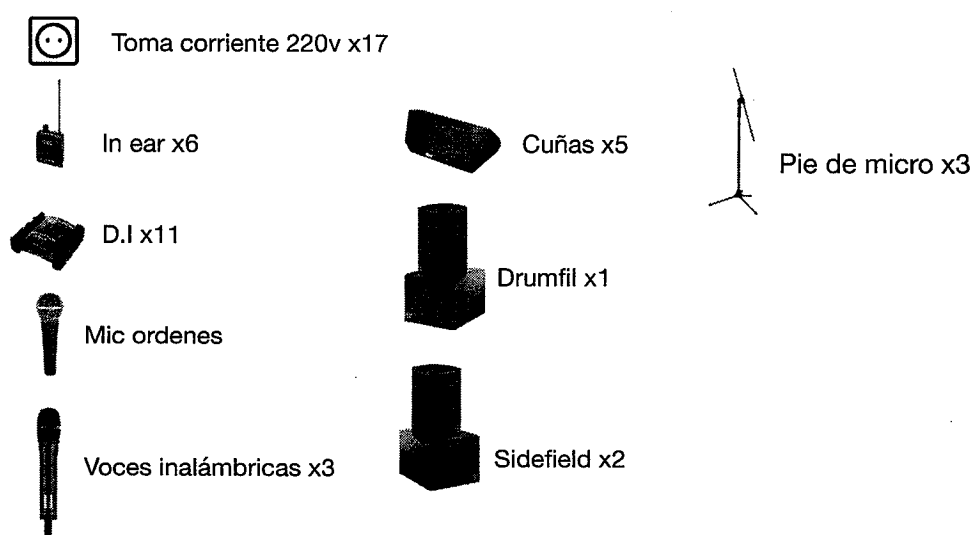 Toma corriente 220v x17
In ear x6
D.I x11
Mic ordenes
Voces inalámbricas x3
Cuñas x5
Drumfil x1
Sidefield x2
Pie de micro x3